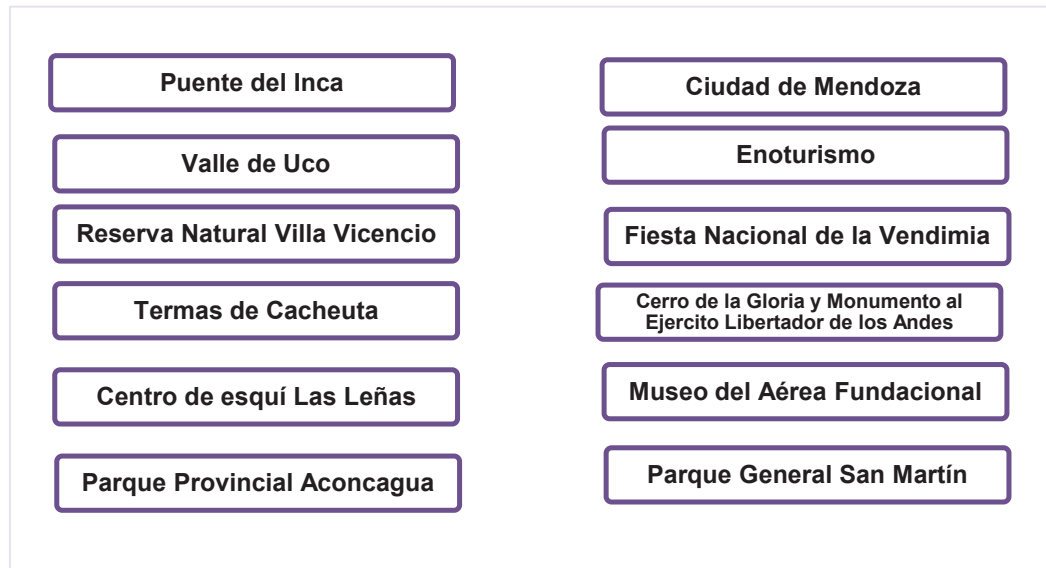 Puente del Inca
Valle de Uco
Reserva Natural Villa Vicencio
Termas de Cacheuta
Centro de esquí Las Leñas
Parque Provincial Aconcagua
Ciudad de Mendoza
Enoturismo
Fiesta Nacional de la Vendimia
Cerro de la Gloria y Monumento al
Ejercito Libertador de los Andes
Museo del Aérea Fundacional
Parque General San Martín